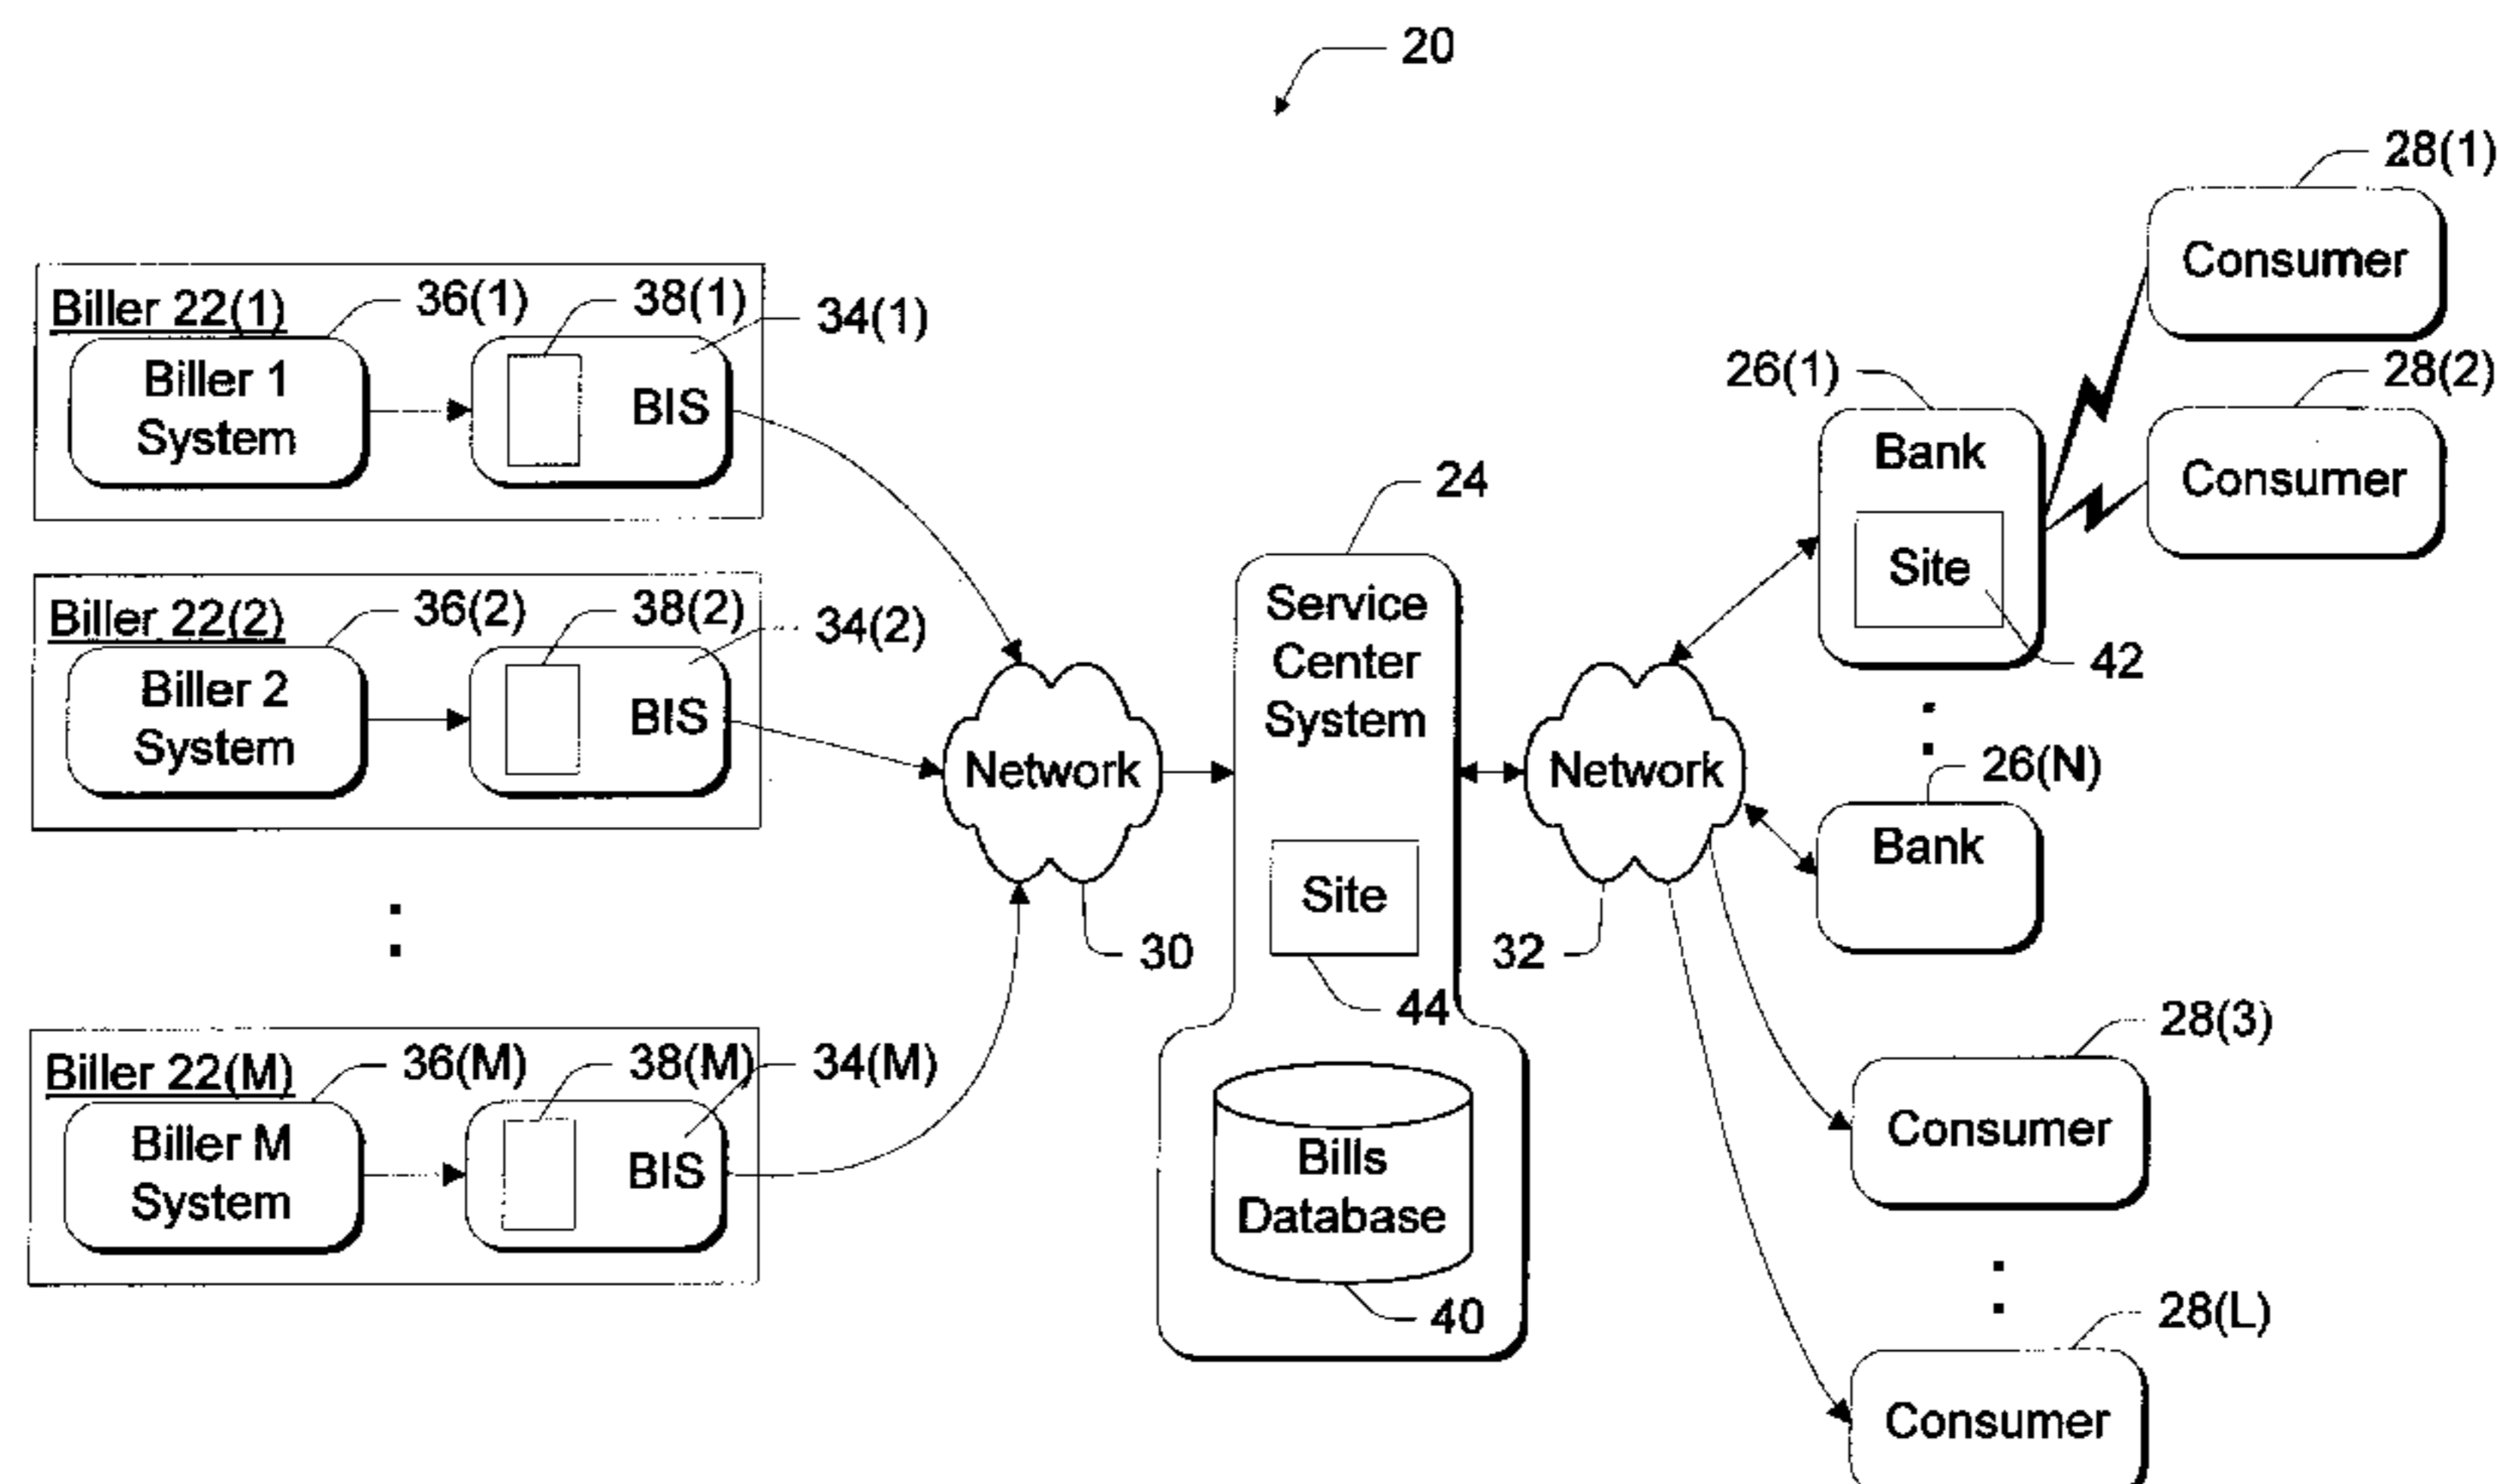 20
28(1)
Consumer
Biller 22(1)
36(1)
38(1)
34(1)
Biller 1
System
BIS
26(1)
28(2)
Bank
Consumer
24
Site
Biller 22(2)
36(2)
38(2)
34(2)
Service
Center
System
42
Biller 2
System
BIS
Network
Network
26(N)
Bank
Site
30
32
44
28(3)
Biller 22(M)
36(M)
38(M)
34(M)
Biller M
System
BIS
Consumer
Bills
Database
40
28(L)
Consumer